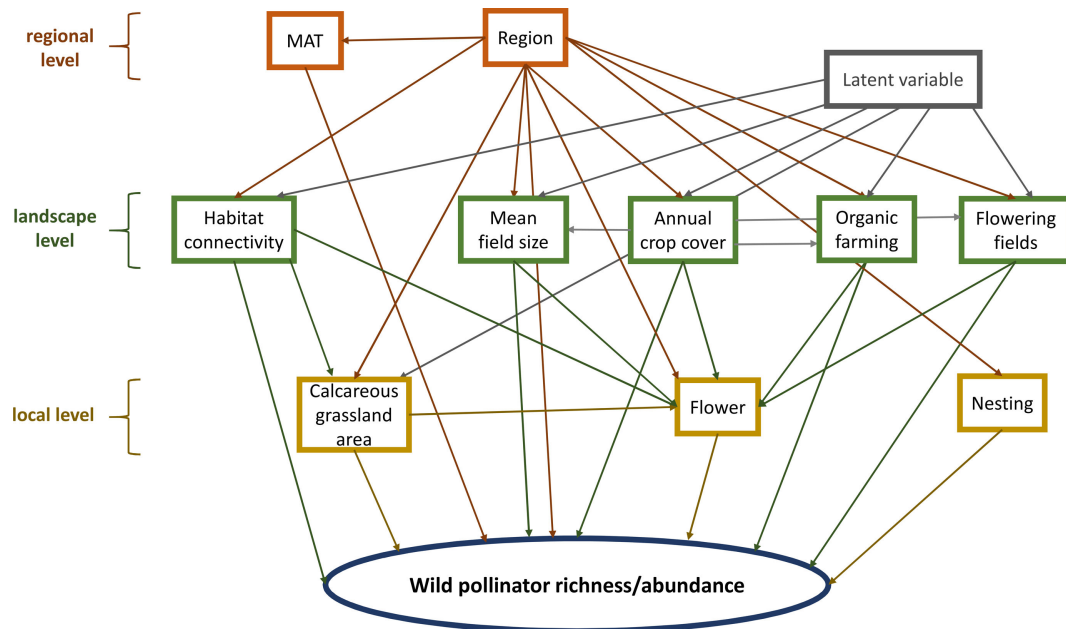 regional
level
MAT
Region
Latent variable
landscape
level
Habitat
connectivity
Mean
field size
Annual
crop cover
Organic
farming
Flowering
fields
local level
Calcareous
grassland
area
Flower
Nesting
Wild pollinator richness/abundance